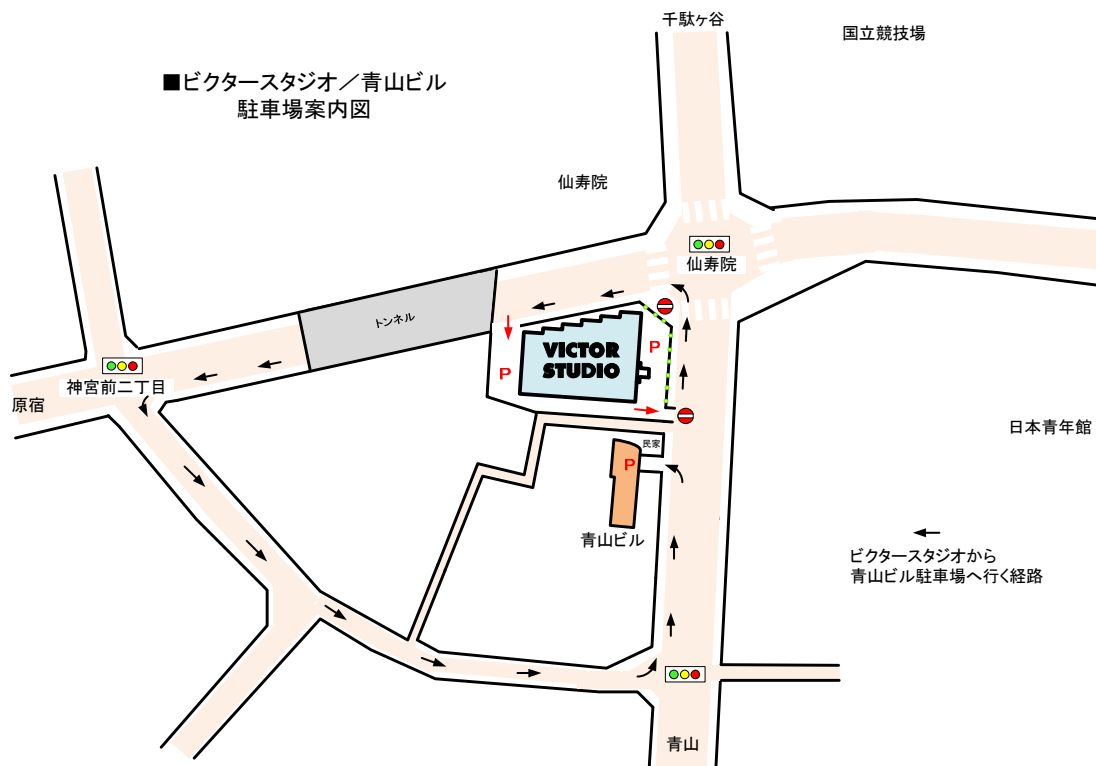 千駄ヶ谷
国立競技場
■ビクタースタジオ／青山ビル
駐車場案内図
仙寿院
仙寿院
トンネル
VICTOR
STUDIO
P
P
神宮前二丁目
原宿
日本青年館
民家
P
青山ビル
ビクタースタジオから
青山ビル駐車場へ行く経路
青山